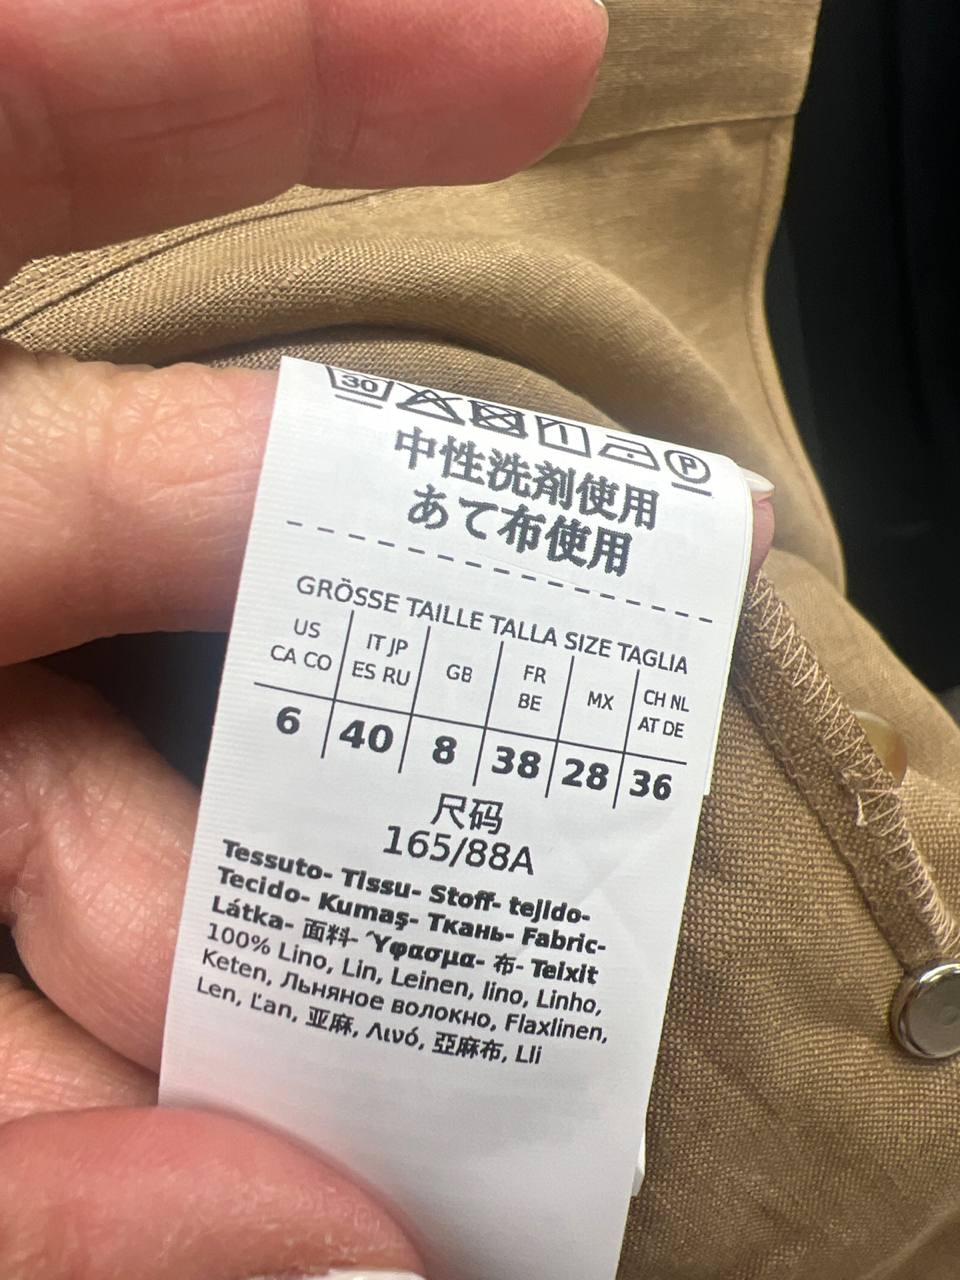 30 P
中性洗剤使用
あて布使用
GRÖSSE TAILLE TALLA SIZE TAGLIA
US CA CO | IT JP ES RU | GB | FR BE | MX | CH NL AT DE
6 | 40 | 8 | 38 | 28 | 36
尺码
165/88A
Tessuto- Tissu- Stoff- tejido-
Tecido- Kumaş- Ткань- Fabric-
Látka- 面料- Ύφασμα- 布- Teixit
100% Lino, Lin, Leinen, lino, Linho,
Keten, Льняное волокно, Flaxlinen,
Len, Ľan, 亚麻, Λινό, 亞麻布, Lli